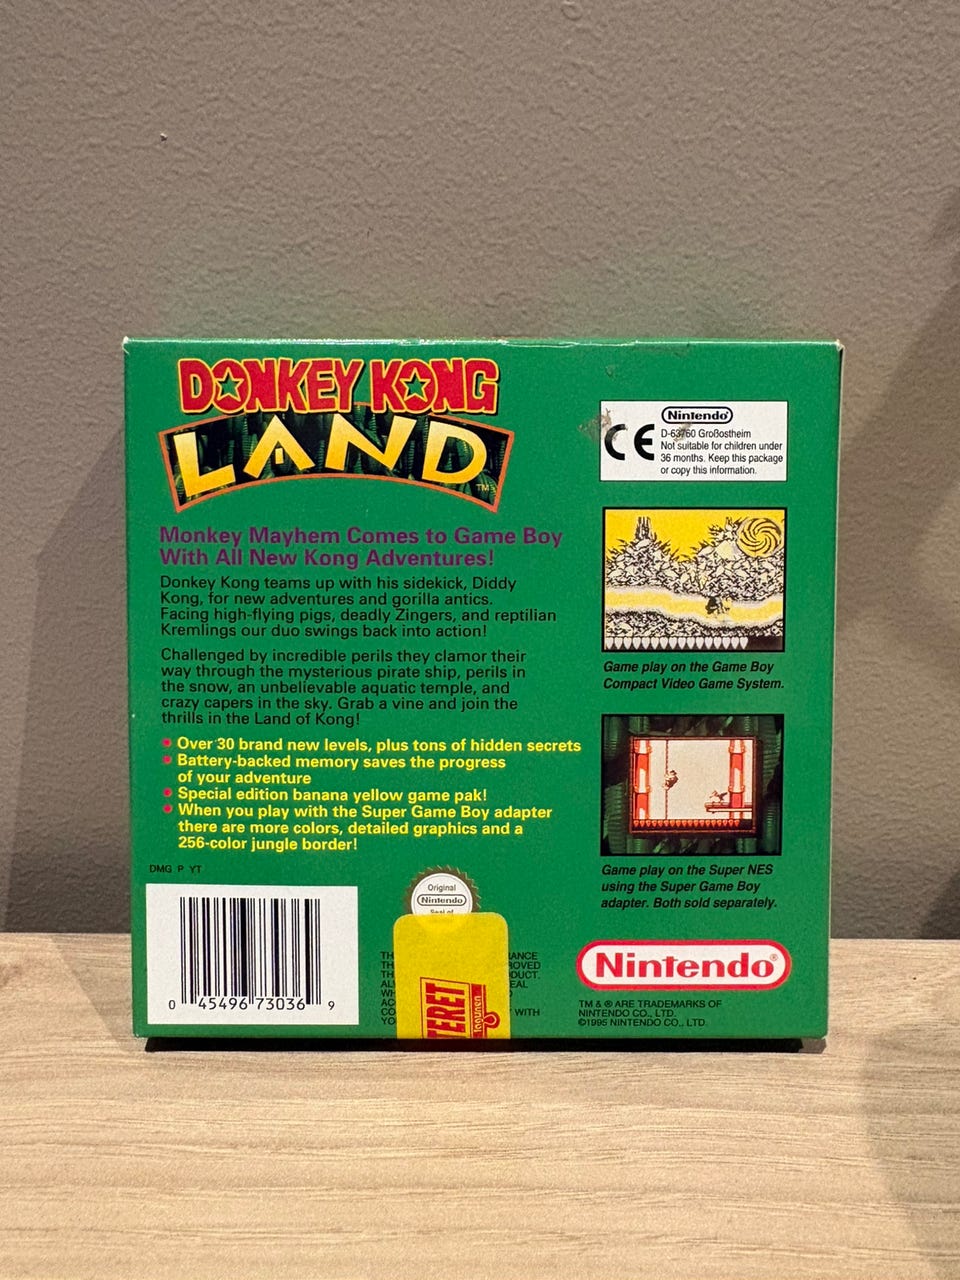 DONKEY KONG
LAND
TM
Nintendo
D-63760 Großostheim
Not suitable for children under
36 months. Keep this package
or copy this information.
CE
Monkey Mayhem Comes to Game Boy
With All New Kong Adventures!
Donkey Kong teams up with his sidekick, Diddy
Kong, for new adventures and gorilla antics.
Facing high-flying pigs, deadly Zingers, and reptilian
Kremlings our duo swings back into action!
Challenged by incredible perils they clamor their
way through the mysterious pirate ship, perils in
the snow, an unbelievable aquatic temple, and
crazy capers in the sky. Grab a vine and join the
thrills in the Land of Kong!
• Over 30 brand new levels, plus tons of hidden secrets
• Battery-backed memory saves the progress
of your adventure
• Special edition banana yellow game pak!
• When you play with the Super Game Boy adapter
there are more colors, detailed graphics and a
256-color jungle border!
Game play on the Game Boy
Compact Video Game System.
Game play on the Super NES
using the Super Game Boy
adapter. Both sold separately.
DMG P YT
0 45496 73036 9
Original
Nintendo
Seal of
WITH
Nintendo®
TM & ® ARE TRADEMARKS OF
NINTENDO CO., LTD.
©1995 NINTENDO CO., LTD.